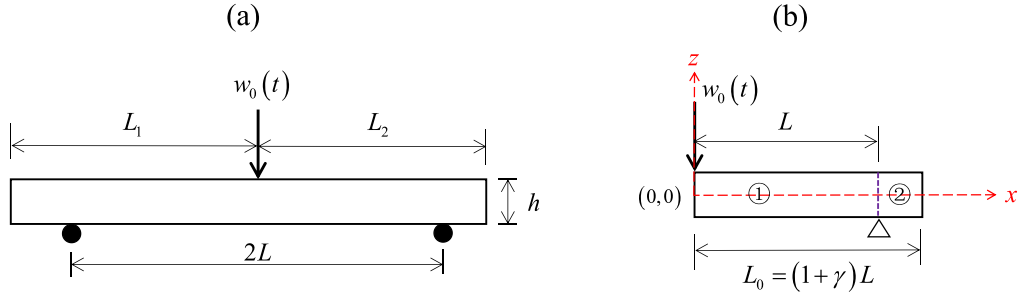 (a)
w₀(t)
L₁
L₂
h
2L
(b)
z
w₀(t)
L
(0,0)
①
②
x
L₀ = (1+γ)L